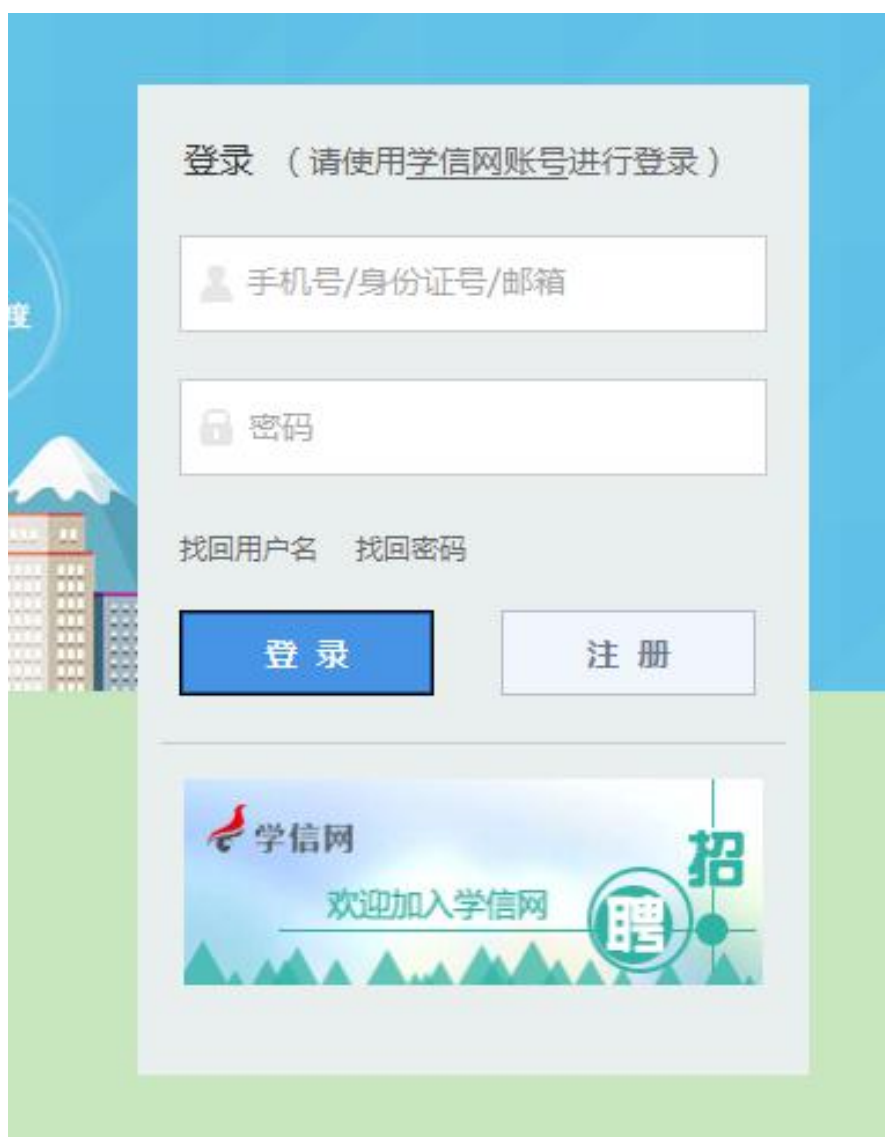 登录 （请使用学信网账号进行登录）
度
手机号/身份证号/邮箱
密码
找回用户名 找回密码
登 录 注 册
学信网
欢迎加入学信网
招聘